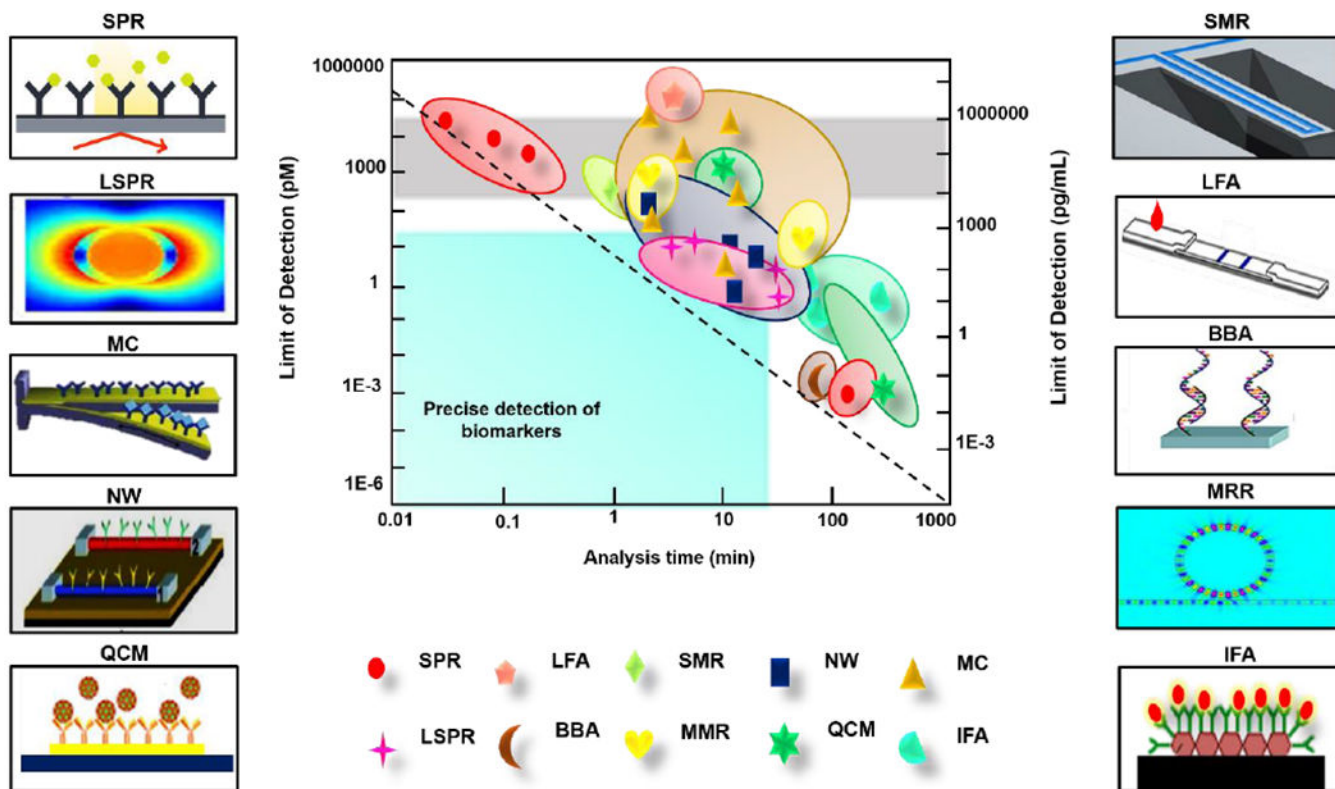 SPR
LSPR
MC
NW
2
1
QCM
Limit of Detection (pM)
1000000
1000
1
1E-3
1E-6
0.01
0.1
1
10
100
1000
Analysis time (min)
Precise detection of
biomarkers
1000000
1000
1
1E-3
Limit of Detection (pg/mL)
SPR
LFA
SMR
NW
MC
LSPR
BBA
MMR
QCM
IFA
SMR
LFA
BBA
MRR
IFA